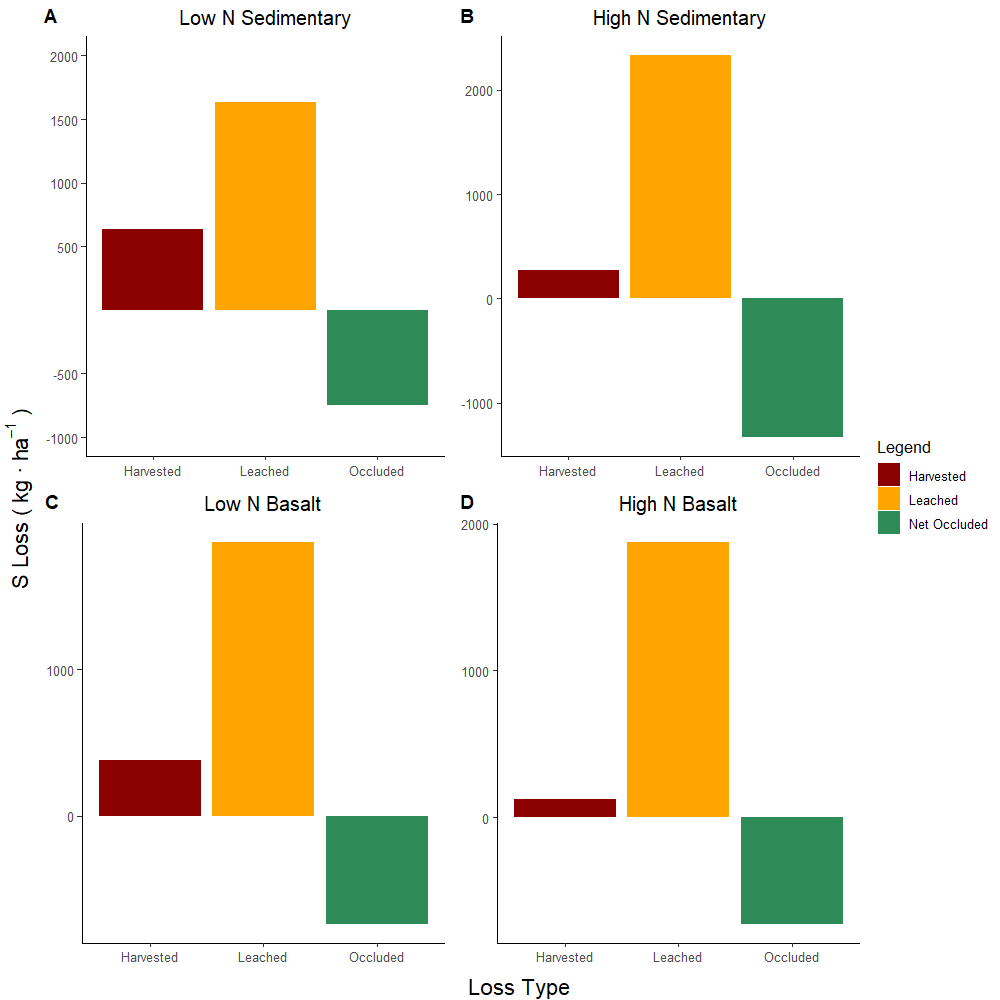 A
Low N Sedimentary
2000
1500
1000
500
-500
-1000
Harvested Leached Occluded
B
High N Sedimentary
2000
1000
0
-1000
Harvested Leached Occluded
C
Low N Basalt
1000
0
Harvested Leached Occluded
D
High N Basalt
2000
1000
0
Harvested Leached Occluded
S Loss ( kg · ha⁻¹ )
Loss Type
Legend
Harvested
Leached
Net Occluded